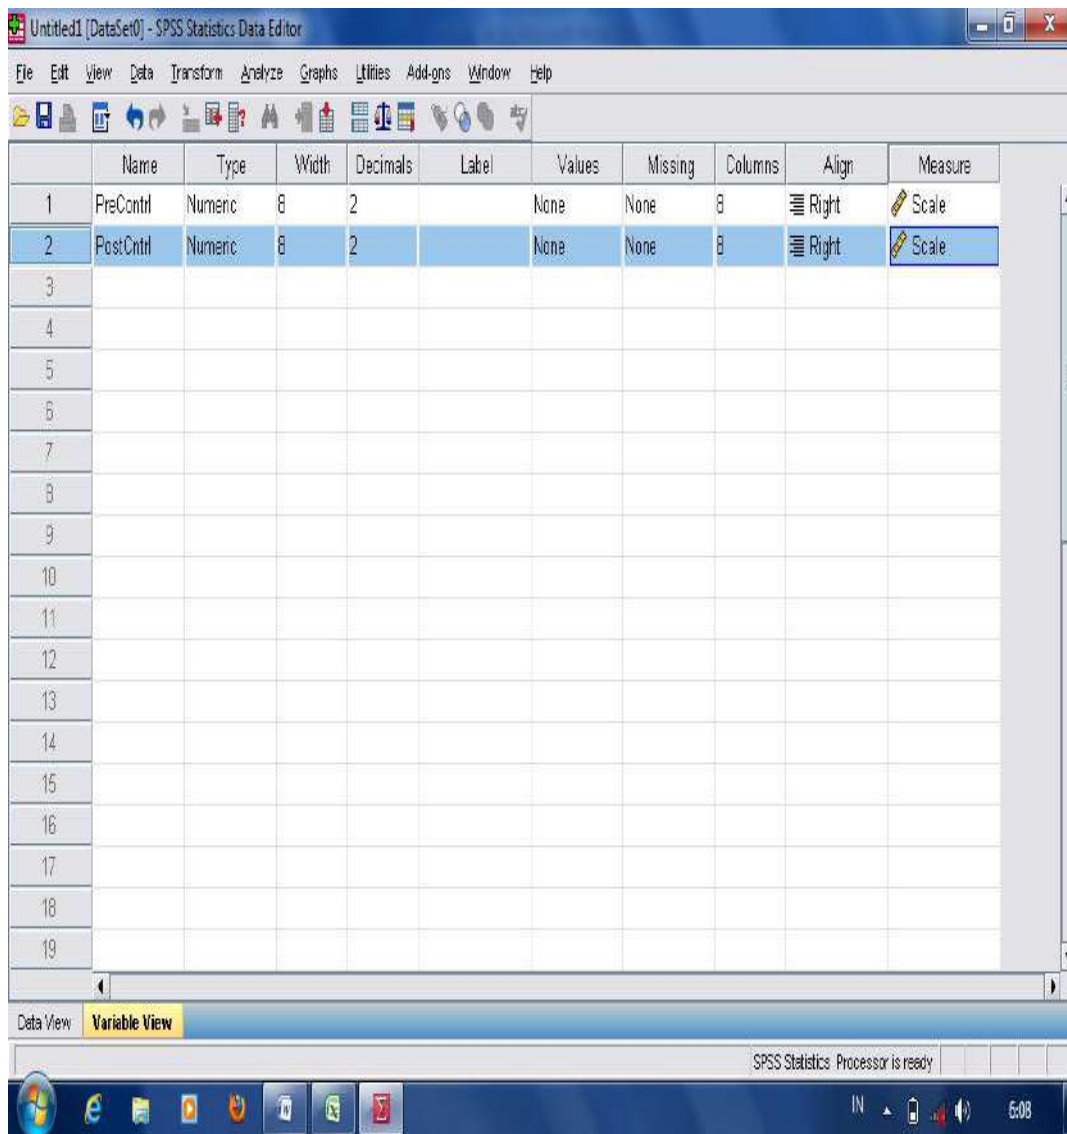 Untitled1 [DataSet0] - SPSS Statistics Data Editor
File Edit View Data Transform Analyze Graphs Utilities Add-ons Window Help
Name Type Width Decimals Label Values Missing Columns Align Measure
1 PreContrl Numeric 8 2 None None 8 Right Scale
2 PostCntrl Numeric 8 2 None None 8 Right Scale
3
4
5
6
7
8
9
10
11
12
13
14
15
16
17
18
19
Data View Variable View
SPSS Statistics Processor is ready
IN 6:08